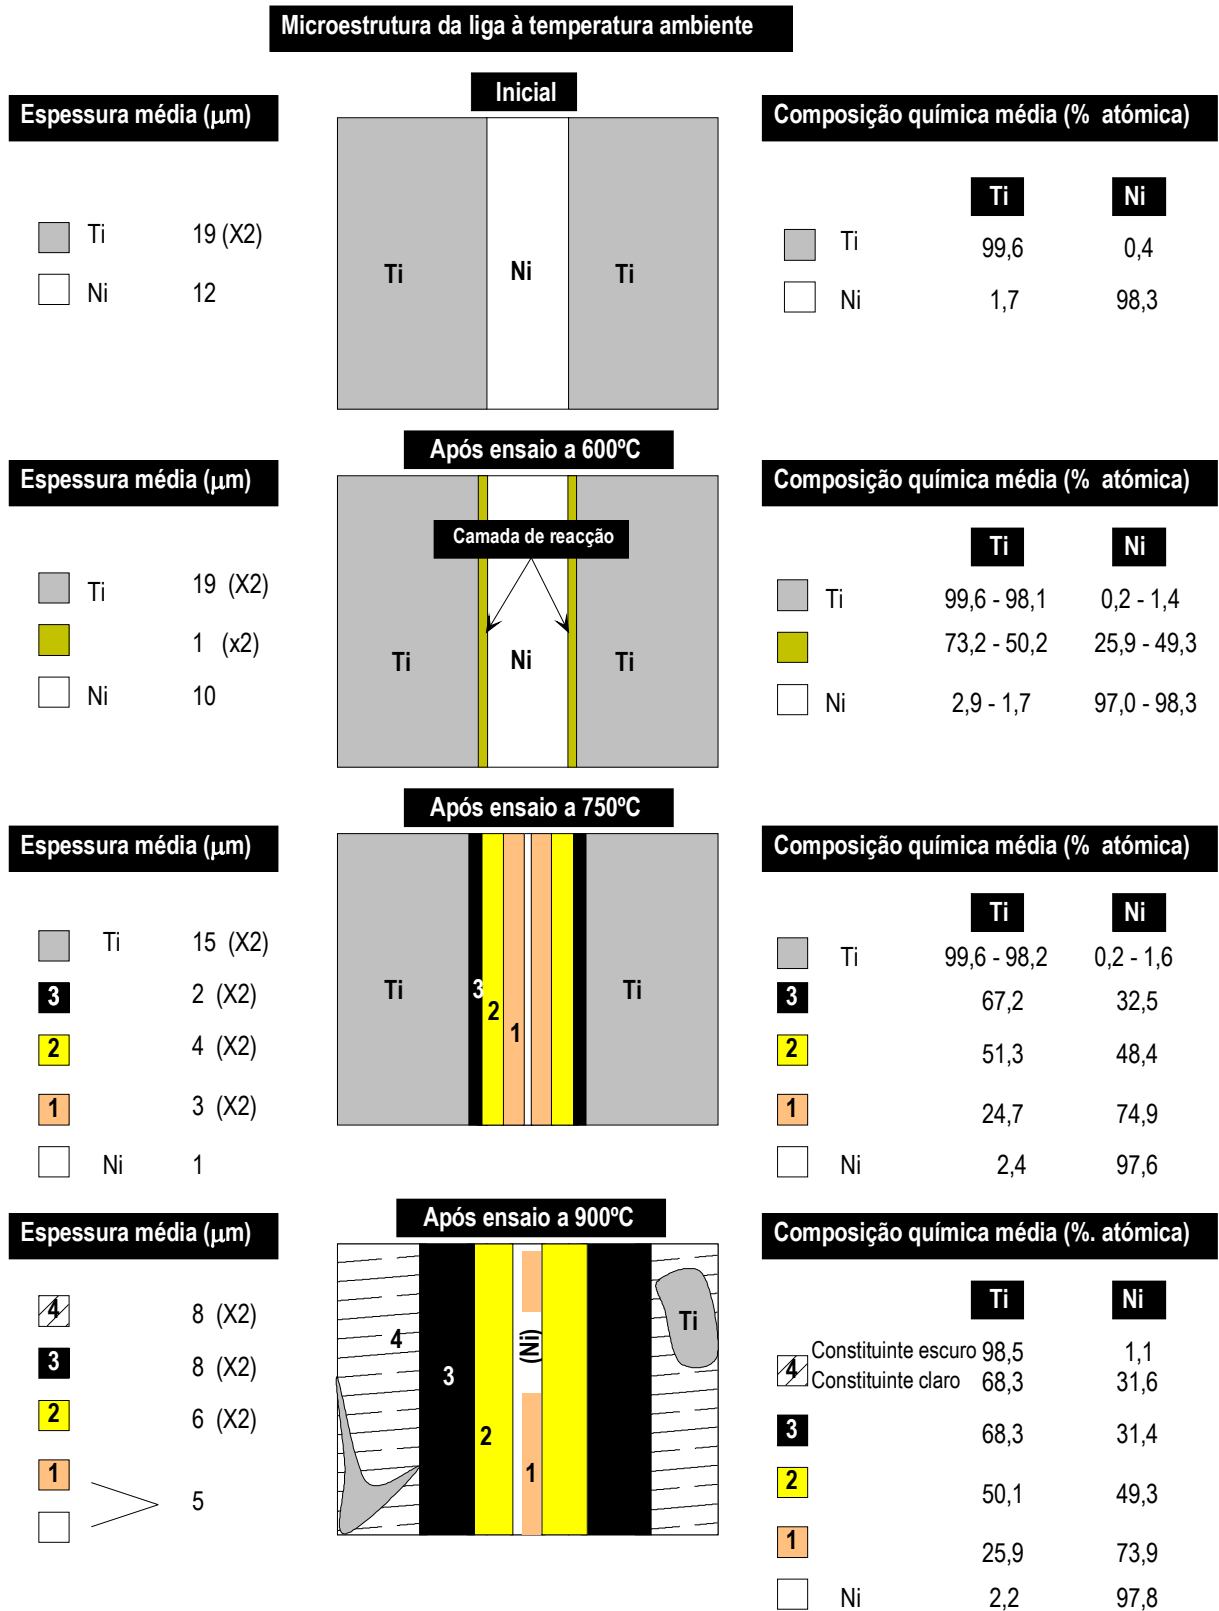 Microestrutura da liga à temperatura ambiente
Inicial
Espessura média (μm)
Composição química média (% atómica)
Ti 19 (X2)
Ni 12
Ti Ni Ti
Ti Ni
Ti 99,6 0,4
Ni 1,7 98,3
Após ensaio a 600ºC
Espessura média (μm)
Composição química média (% atómica)
Ti 19 (X2)
1 (x2)
Ni 10
Camada de reacção
Ti Ni Ti
Ti Ni
Ti 99,6 - 98,1 0,2 - 1,4
73,2 - 50,2 25,9 - 49,3
Ni 2,9 - 1,7 97,0 - 98,3
Após ensaio a 750ºC
Espessura média (μm)
Composição química média (% atómica)
Ti 15 (X2)
3 2 (X2)
2 4 (X2)
1 3 (X2)
Ni 1
Ti 3 Ti
2
1
Ti Ni
Ti 99,6 - 98,2 0,2 - 1,6
3 67,2 32,5
2 51,3 48,4
1 24,7 74,9
Ni 2,4 97,6
Após ensaio a 900ºC
Espessura média (μm)
Composição química média (%. atómica)
4 8 (X2)
3 8 (X2)
2 6 (X2)
1
5
Ti
4 (Ni)
3
2
1
Ti Ni
Constituinte escuro 98,5 1,1
4
Constituinte claro 68,3 31,6
3 68,3 31,4
2 50,1 49,3
1 25,9 73,9
Ni 2,2 97,8